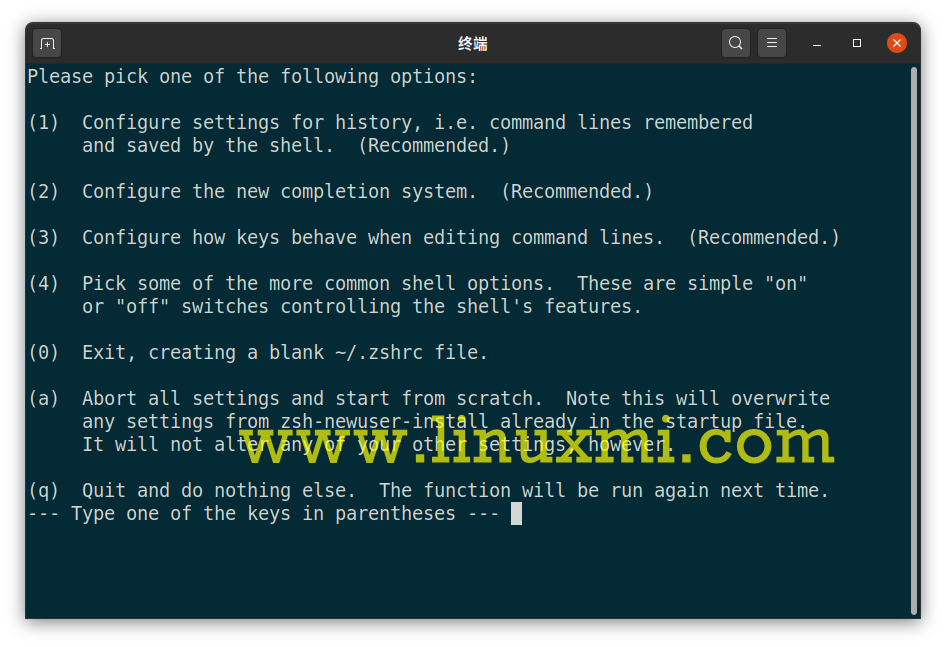 终端
Please pick one of the following options:
(1)  Configure settings for history, i.e. command lines remembered
and saved by the shell.  (Recommended.)
(2)  Configure the new completion system.  (Recommended.)
(3)  Configure how keys behave when editing command lines.  (Recommended.)
(4)  Pick some of the more common shell options.  These are simple "on"
or "off" switches controlling the shell's features.
(0)  Exit, creating a blank ~/.zshrc file.
(a)  Abort all settings and start from scratch.  Note this will overwrite
any settings from zsh-newuser-install already in the startup file.
It will not alter any of your other settings, however.
www.linuxmi.com
(q)  Quit and do nothing else.  The function will be run again next time.
--- Type one of the keys in parentheses ---